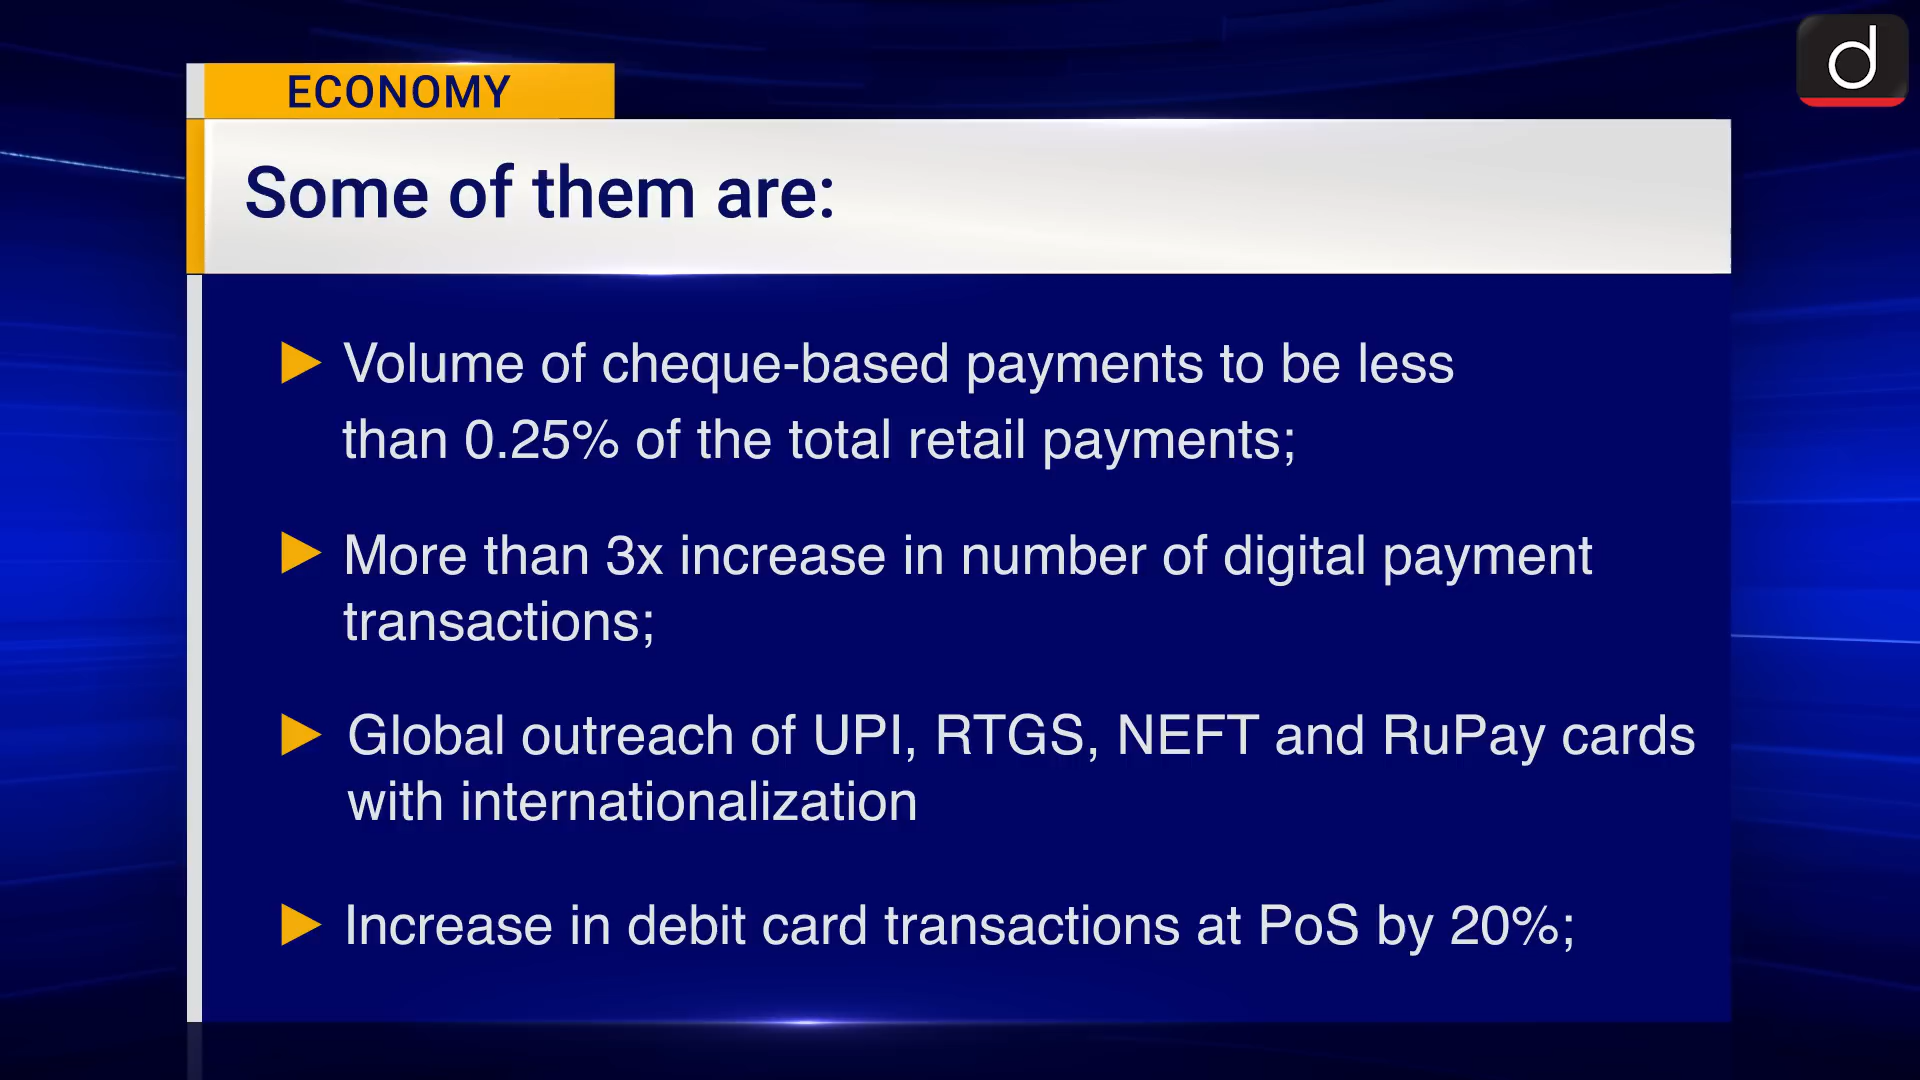 d
ECONOMY
Some of them are:
Volume of cheque-based payments to be less
than 0.25% of the total retail payments;
More than 3x increase in number of digital payment
transactions;
Global outreach of UPI, RTGS, NEFT and RuPay cards
with internationalization
Increase in debit card transactions at PoS by 20%;